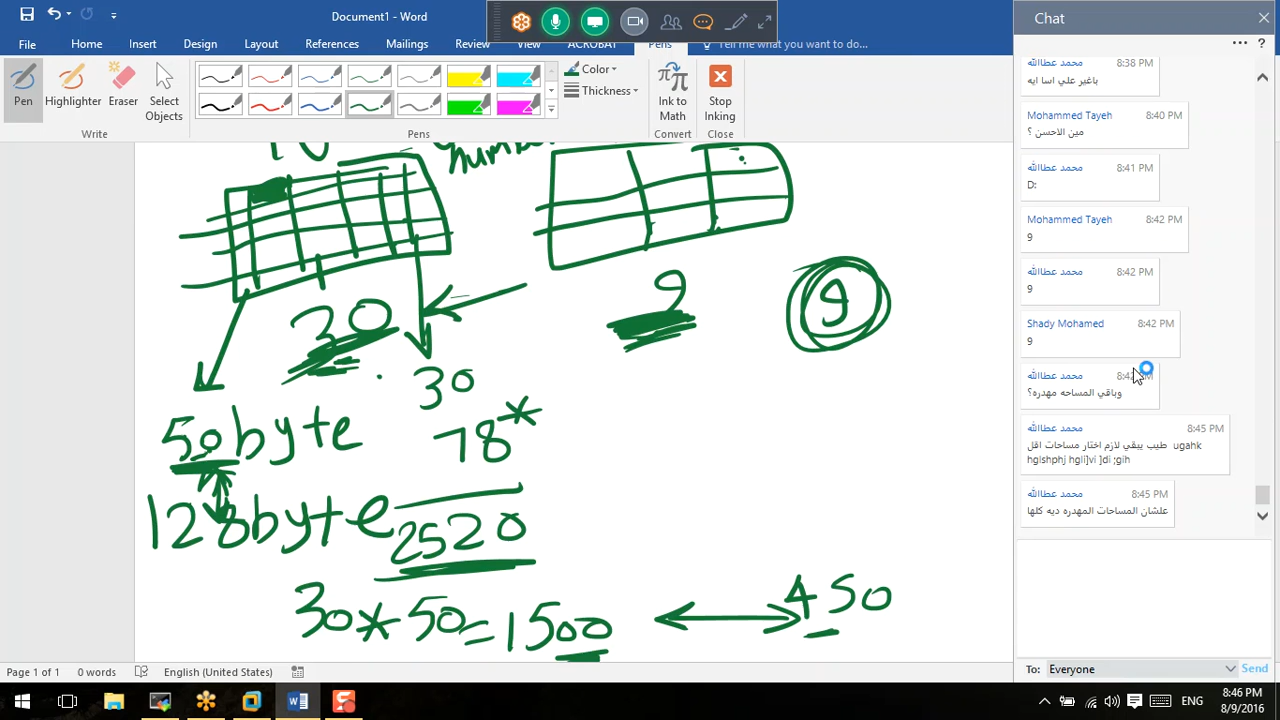 Document1 - Word
File Home Insert Design Layout References Mailings Review View ACROBAT Pens Tell me what you want to do...
Pen Highlighter Eraser Select Objects
Color
Thickness
Ink to Math
Stop Inking
Write Pens Convert Close
number
9
9
30
30
50byte
78*
128byte
2520
30*50=1500
450
Chat
محمد عطاالله 8:38 PM
باغير علي اسا ايه
Mohammed Tayeh 8:40 PM
مين الاحسن ؟
محمد عطاالله 8:41 PM
D:
Mohammed Tayeh 8:42 PM
9
محمد عطاالله 8:42 PM
9
Shady Mohamed 8:42 PM
9
محمد عطاالله
وباقي المساحه مهدره؟
محمد عطاالله 8:45 PM
طيب يبقي لازم اختار مساحات اقل ugahk
hglshphj hgli]vi ]di ;gih
محمد عطاالله 8:45 PM
علشان المساحات المهدره ديه كلها
To: Everyone Send
Page 1 of 1 0 words English (United States)
ENG
8:46 PM
8/9/2016